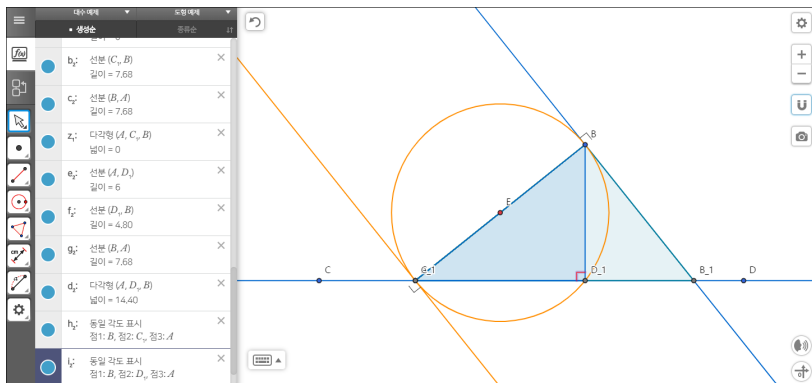 대수 예제 ▼ 도형 예제 ▼
• 생성순 종류순
f(x)
b₂: 선분 (C₁, B)
길이 = 7.68
c₂: 선분 (B, A)
길이 = 7.68
z₁: 다각형 (A, C₁, B)
넓이 = 0
e₂: 선분 (A, D₁)
길이 = 6
f₂: 선분 (D₁, B)
길이 = 4.80
g₂: 선분 (B, A)
길이 = 7.68
d₂: 다각형 (A, D₁, B)
넓이 = 14.40
h₂: 동일 각도 표시
점1: B, 점2: C₁, 점3: A
i₂: 동일 각도 표시
점1: B, 점2: D₁, 점3: A
B
E
C
C_1
D_1
B_1
D